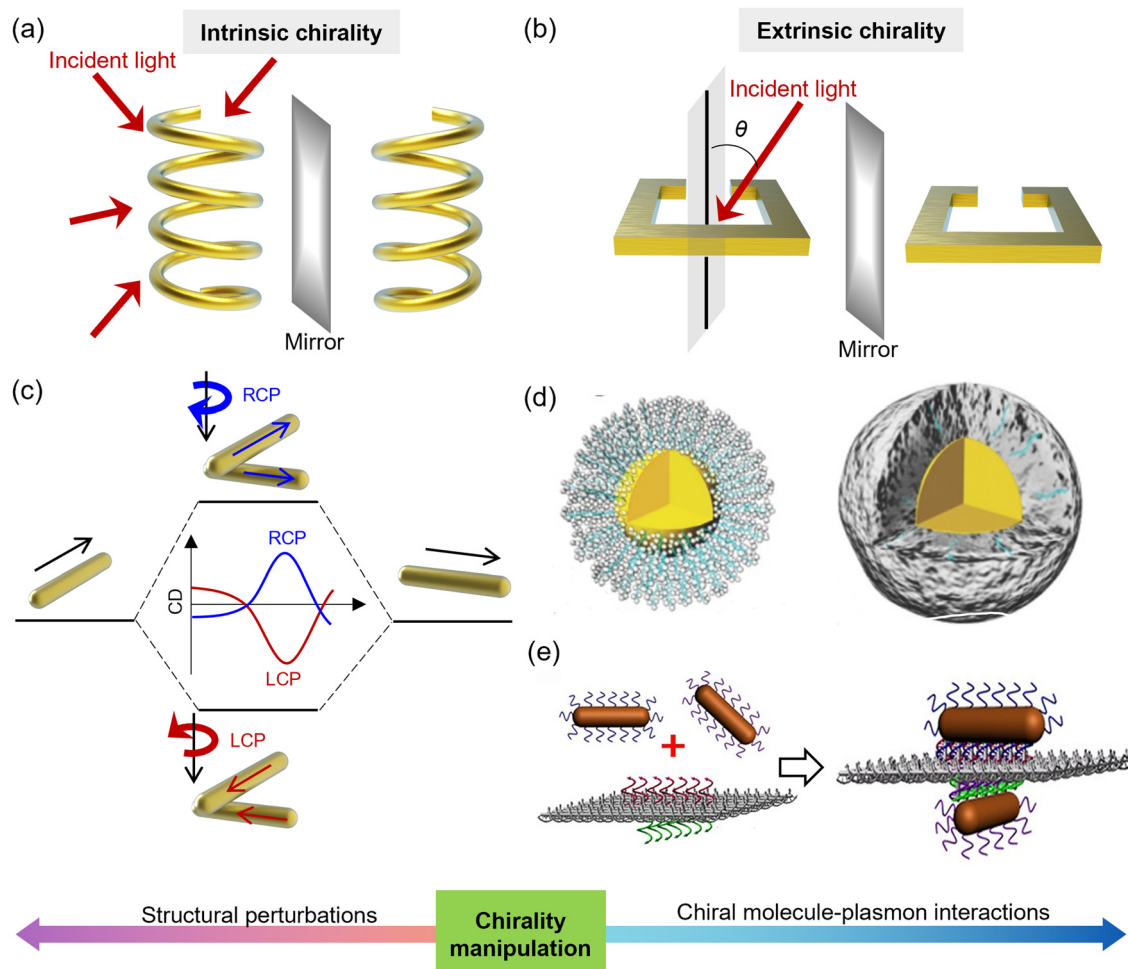 (a)
Intrinsic chirality
Incident light
Mirror
(b)
Extrinsic chirality
Incident light
θ
Mirror
(c)
RCP
RCP
CD
LCP
LCP
(d)
(e)
+
Structural perturbations
Chirality
manipulation
Chiral molecule-plasmon interactions